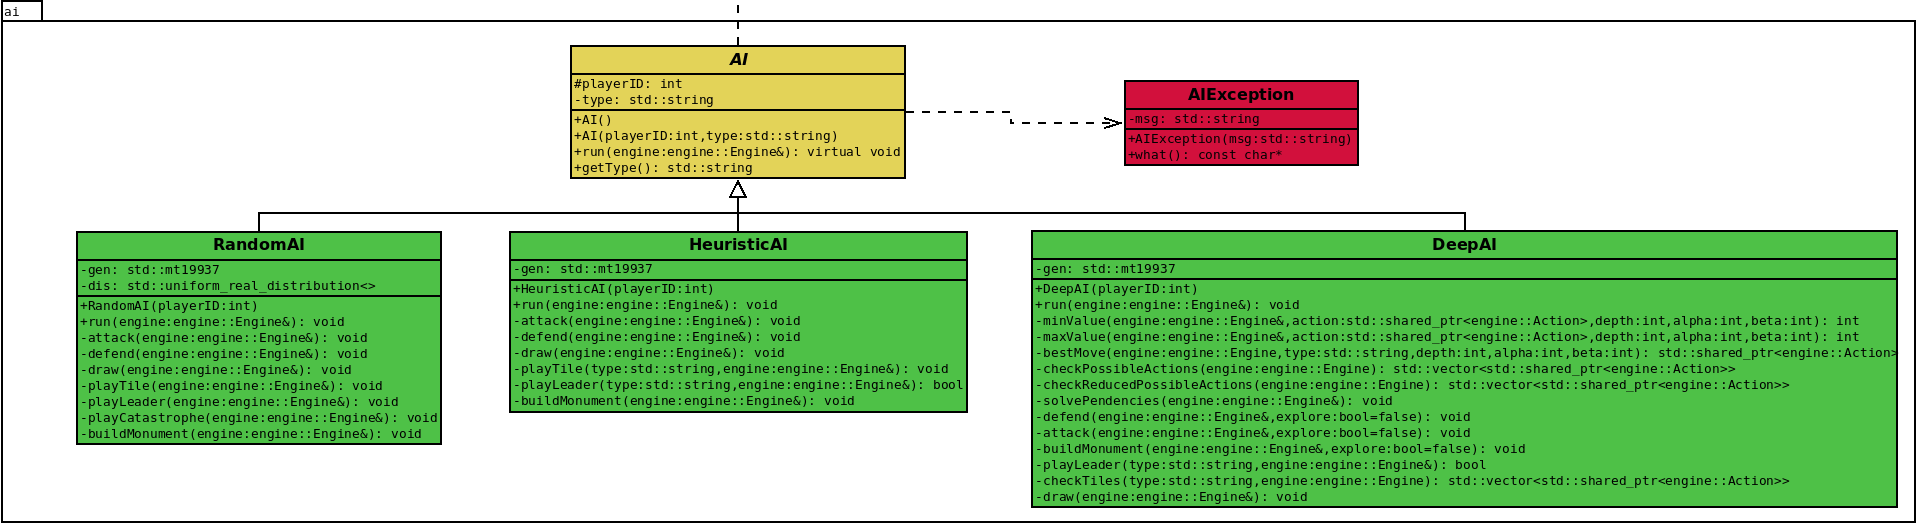 ai
AI
#playerID: int
-type: std::string
+AI()
+AI(playerID:int,type:std::string)
+run(engine:engine::Engine&): virtual void
+getType(): std::string
AIException
-msg: std::string
+AIException(msg:std::string)
+what(): const char*
RandomAI
-gen: std::mt19937
-dis: std::uniform_real_distribution<>
+RandomAI(playerID:int)
+run(engine:engine::Engine&): void
-attack(engine:engine::Engine&): void
-defend(engine:engine::Engine&): void
-draw(engine:engine::Engine&): void
-playTile(engine:engine::Engine&): void
-playLeader(engine:engine::Engine&): void
-playCatastrophe(engine:engine::Engine&): void
-buildMonument(engine:engine::Engine&): void
HeuristicAI
-gen: std::mt19937
+HeuristicAI(playerID:int)
+run(engine:engine::Engine&): void
-attack(engine:engine::Engine&): void
-defend(engine:engine::Engine&): void
-draw(engine:engine::Engine&): void
-playTile(type:std::string,engine:engine::Engine&): void
-playLeader(type:std::string,engine:engine::Engine&): bool
-buildMonument(engine:engine::Engine&): void
DeepAI
-gen: std::mt19937
+DeepAI(playerID:int)
+run(engine:engine::Engine&): void
-minValue(engine:engine::Engine&,action:std::shared_ptr<engine::Action>,depth:int,alpha:int,beta:int): int
-maxValue(engine:engine::Engine&,action:std::shared_ptr<engine::Action>,depth:int,alpha:int,beta:int): int
-bestMove(engine:engine::Engine,type:std::string,depth:int,alpha:int,beta:int): std::shared_ptr<engine::Action>
-checkPossibleActions(engine:engine::Engine): std::vector<std::shared_ptr<engine::Action>>
-checkReducedPossibleActions(engine:engine::Engine): std::vector<std::shared_ptr<engine::Action>>
-solvePendencies(engine:engine::Engine&): void
-defend(engine:engine::Engine&,explore:bool=false): void
-attack(engine:engine::Engine&,explore:bool=false): void
-buildMonument(engine:engine::Engine&,explore:bool=false): void
-playLeader(type:std::string,engine:engine::Engine&): bool
-checkTiles(type:std::string,engine:engine::Engine): std::vector<std::shared_ptr<engine::Action>>
-draw(engine:engine::Engine&): void